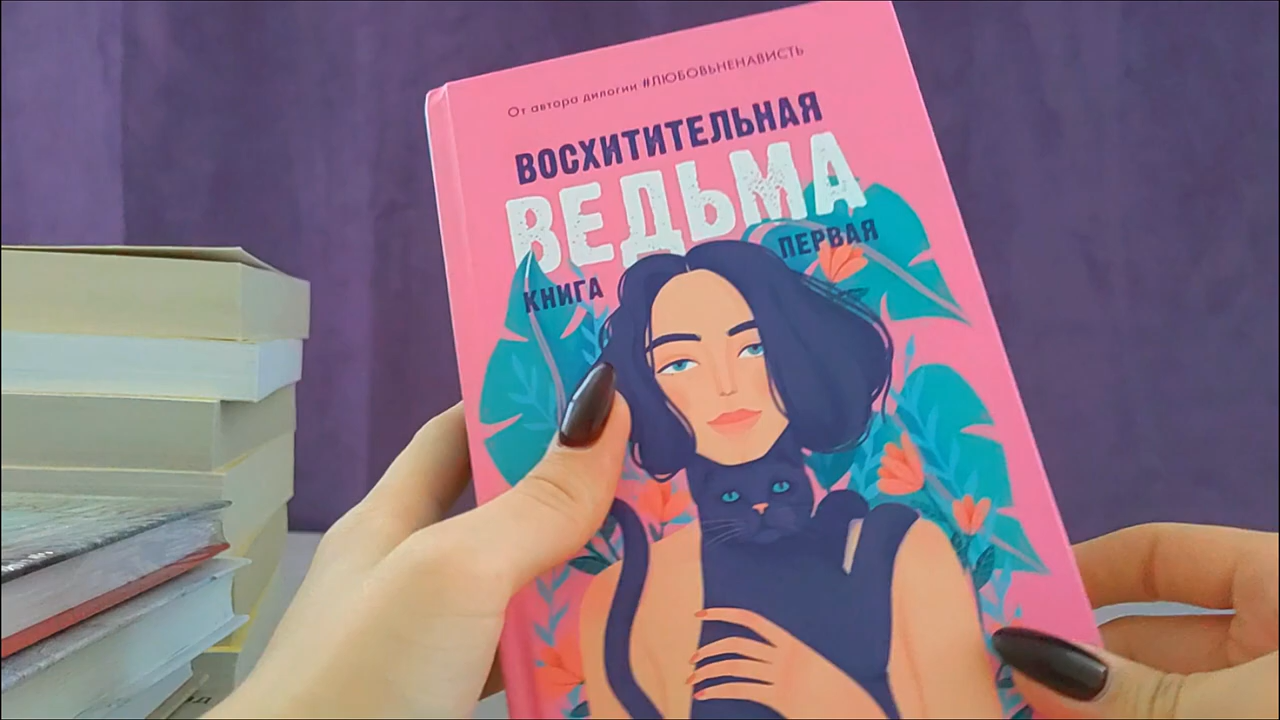 От автора дилогии #ЛЮБОВЬНЕНАВИСТЬ
ВОСХИТИТЕЛЬНАЯ
ВЕДЬМА
КНИГА ПЕРВАЯ